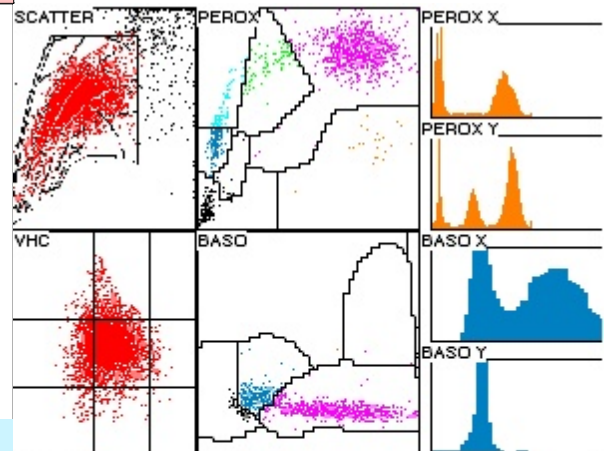 SCATTER
PEROX
PEROX X
PEROX Y
VHC
BASO
BASO X
BASO Y